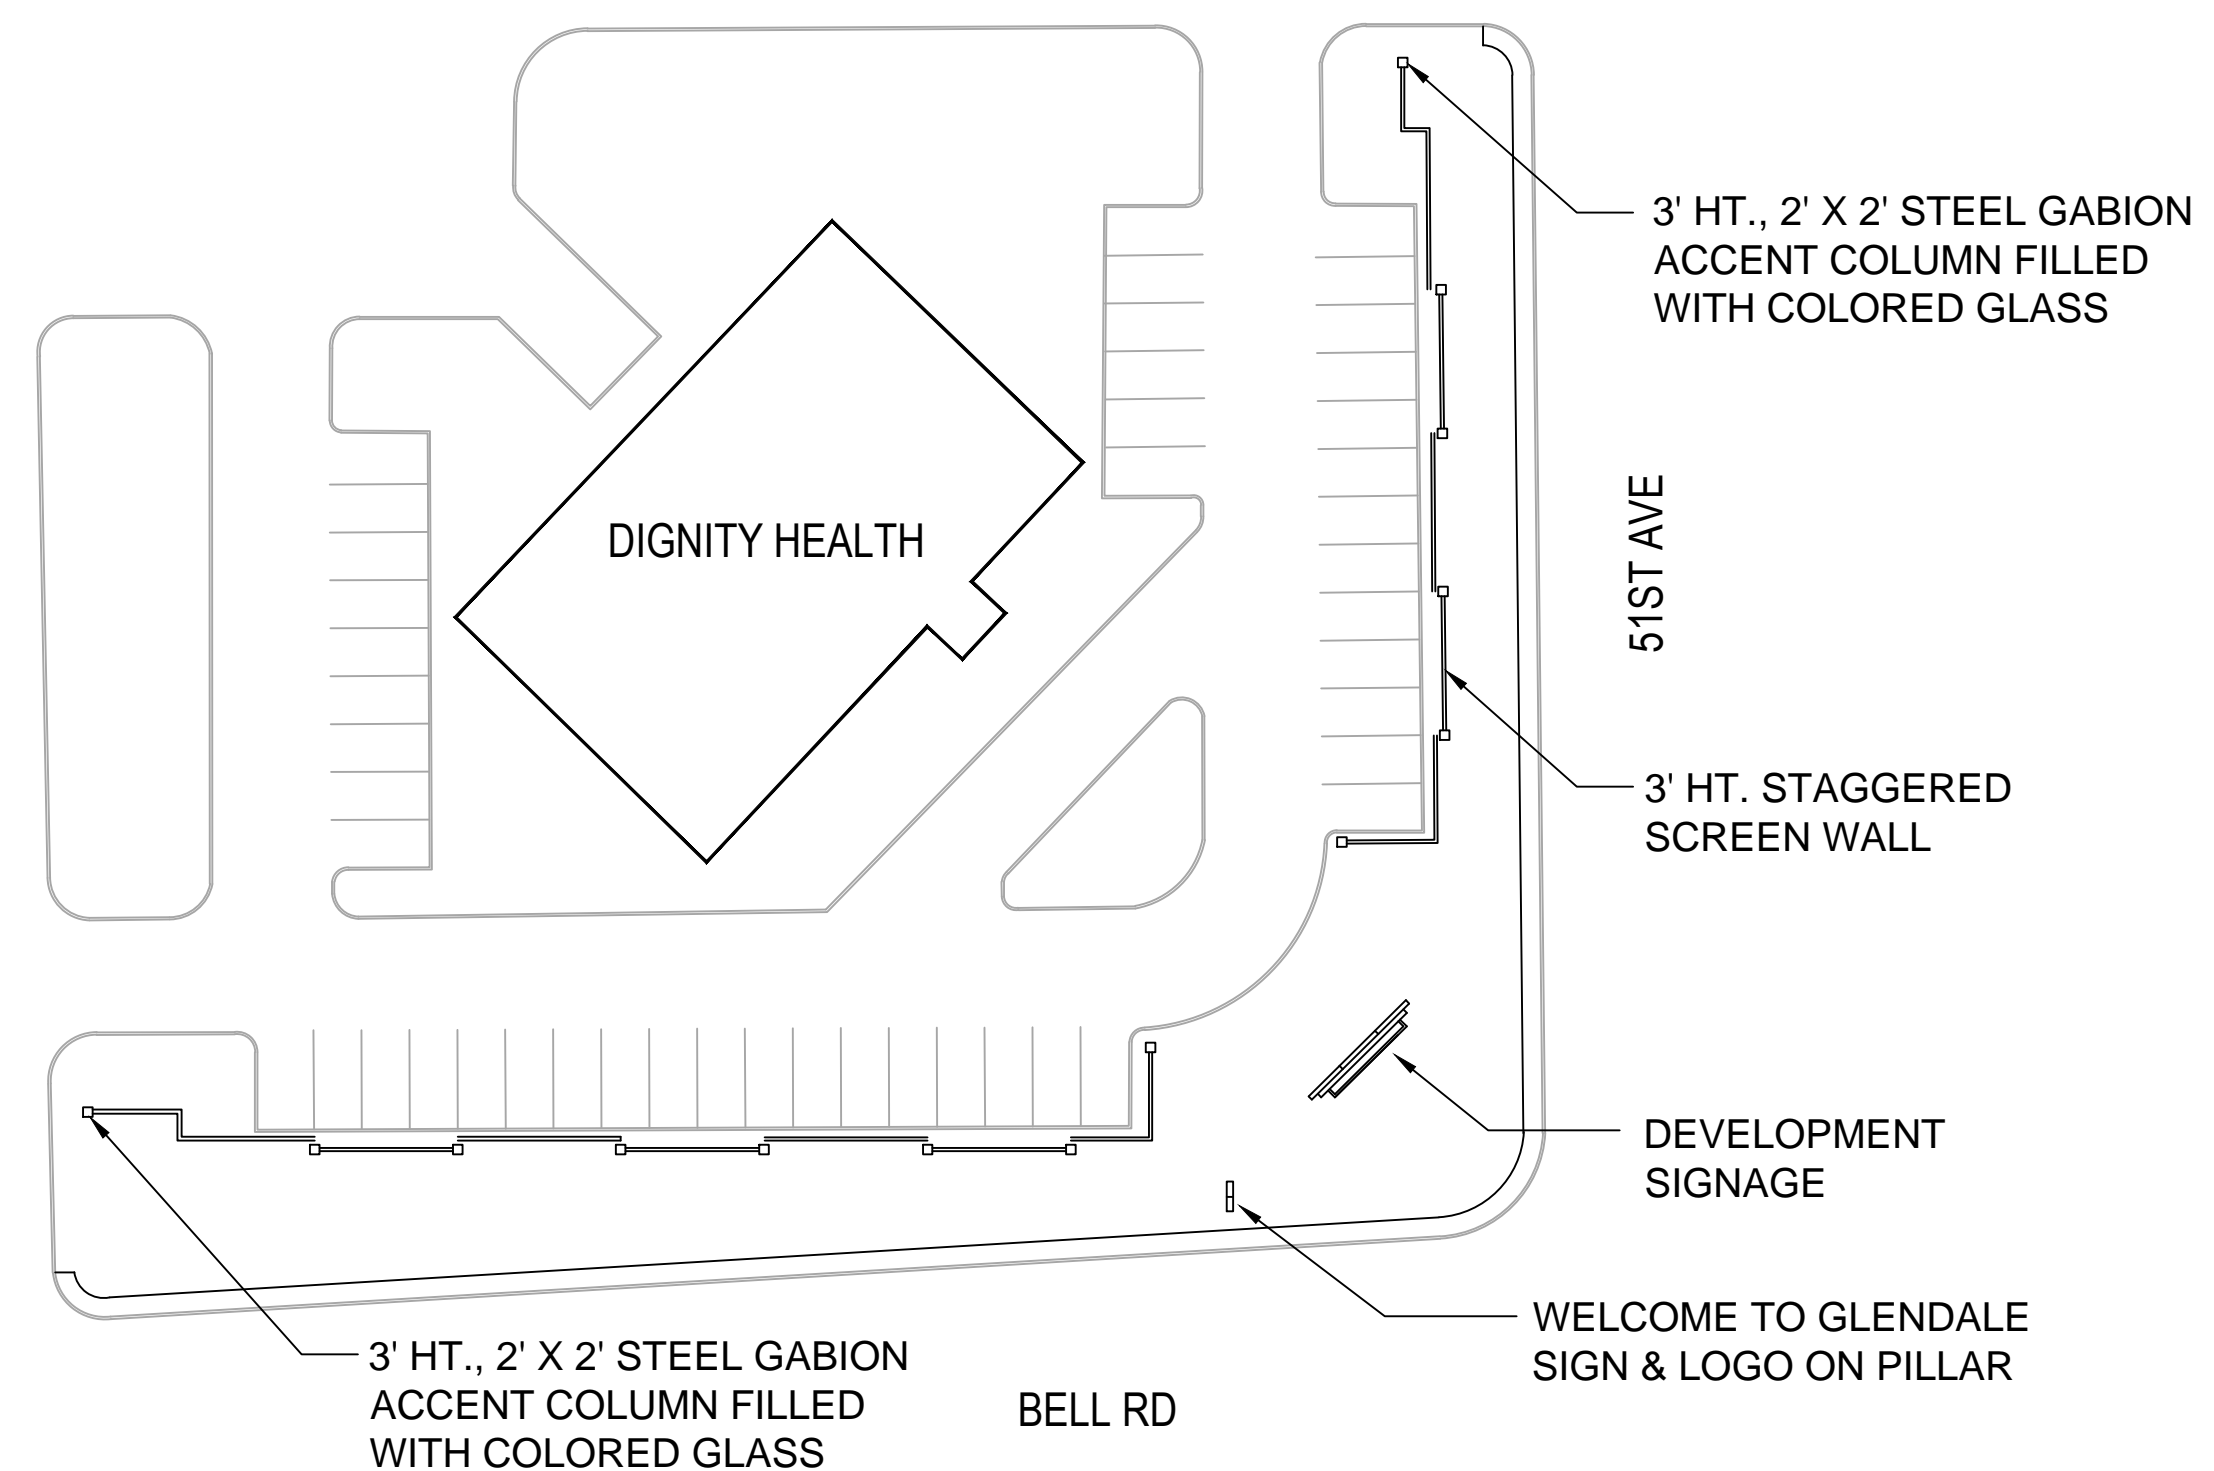 3' HT., 2' X 2' STEEL GABION
ACCENT COLUMN FILLED
WITH COLORED GLASS
DIGNITY HEALTH
51ST AVE
3' HT. STAGGERED
SCREEN WALL
DEVELOPMENT
SIGNAGE
WELCOME TO GLENDALE
SIGN & LOGO ON PILLAR
3' HT., 2' X 2' STEEL GABION
ACCENT COLUMN FILLED
WITH COLORED GLASS
BELL RD